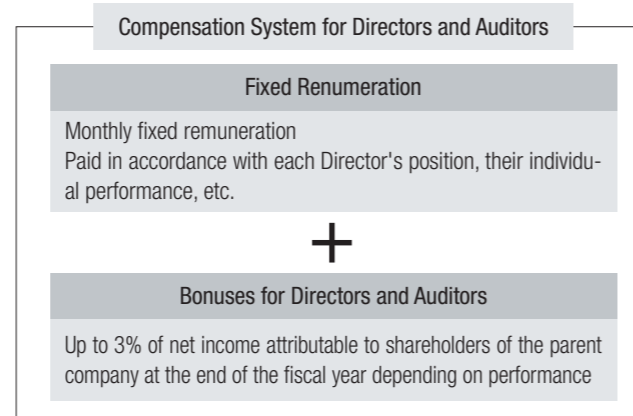 Compensation System for Directors and Auditors
Fixed Renumeration
Monthly fixed remuneration
Paid in accordance with each Director's position, their individu-
al performance, etc.
+
Bonuses for Directors and Auditors
Up to 3% of net income attributable to shareholders of the parent
company at the end of the fiscal year depending on performance